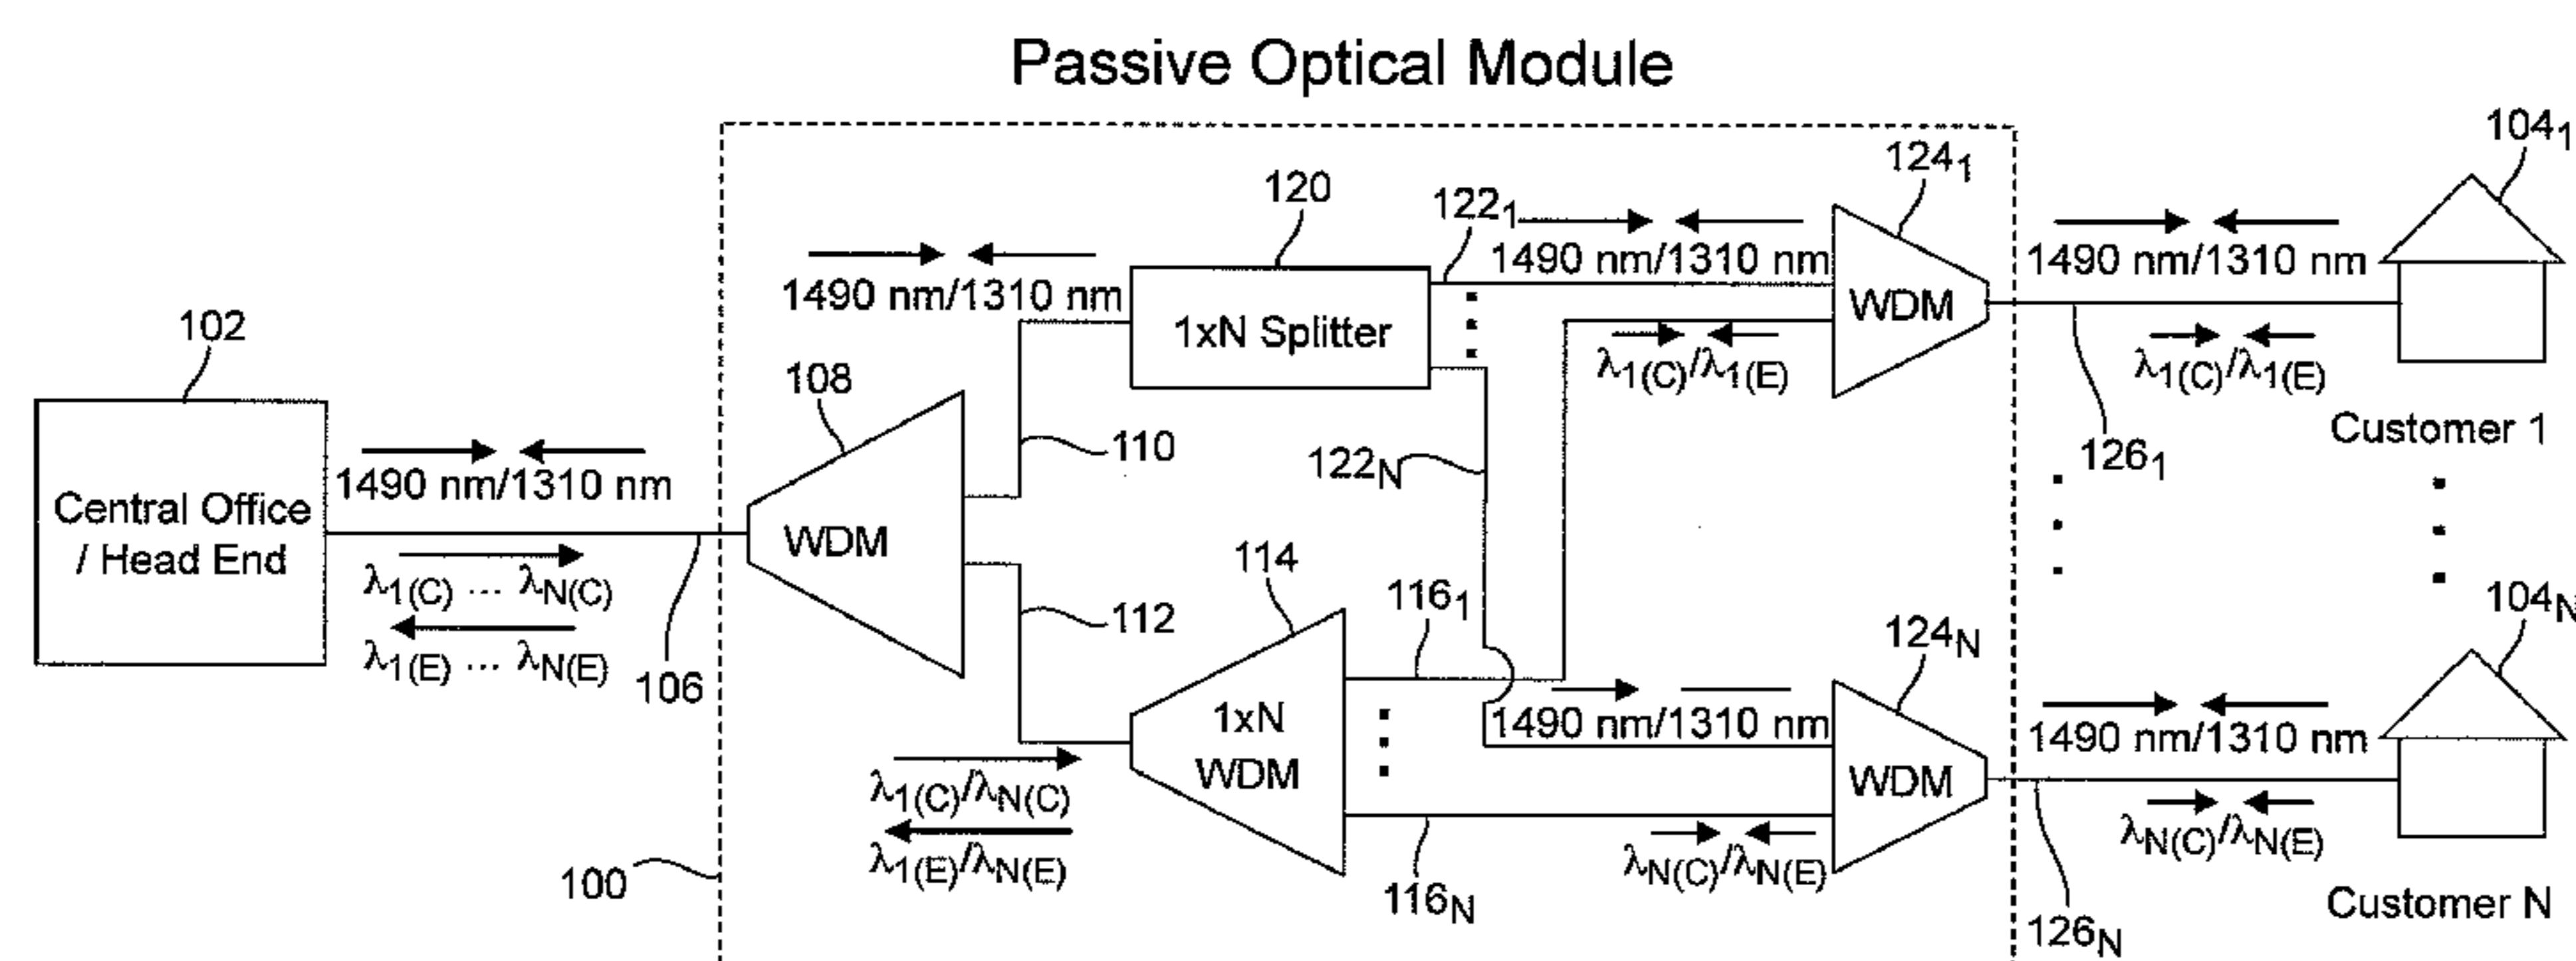 Passive Optical Module
104₁
124₁
120
122₁
1490 nm/1310 nm
1490 nm/1310 nm
1490 nm/1310 nm
WDM
102
1xN Splitter
108
λ1(C)/λ1(E)
λ1(C)/λ1(E)
Customer 1
110
122N
126₁
1490 nm/1310 nm
Central Office
/ Head End
WDM
114
λ1(C) ... λN(C)
116₁
104N
112
124N
λ1(E) ... λN(E)
106
1xN
WDM
1490 nm/1310 nm
1490 nm/1310 nm
WDM
λ1(C)/λN(C)
λN(C)/λN(E)
λ1(E)/λN(E)
λN(C)/λN(E)
100
116N
Customer N
126N